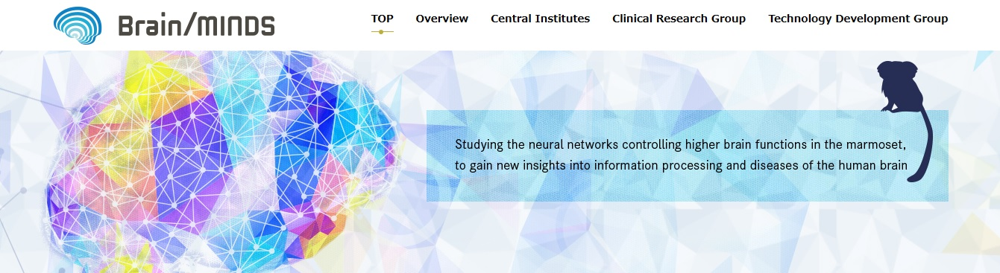 Brain/MINDS
TOP Overview Central Institutes Clinical Research Group Technology Development Group
Studying the neural networks controlling higher brain functions in the marmoset,
to gain new insights into information processing and diseases of the human brain